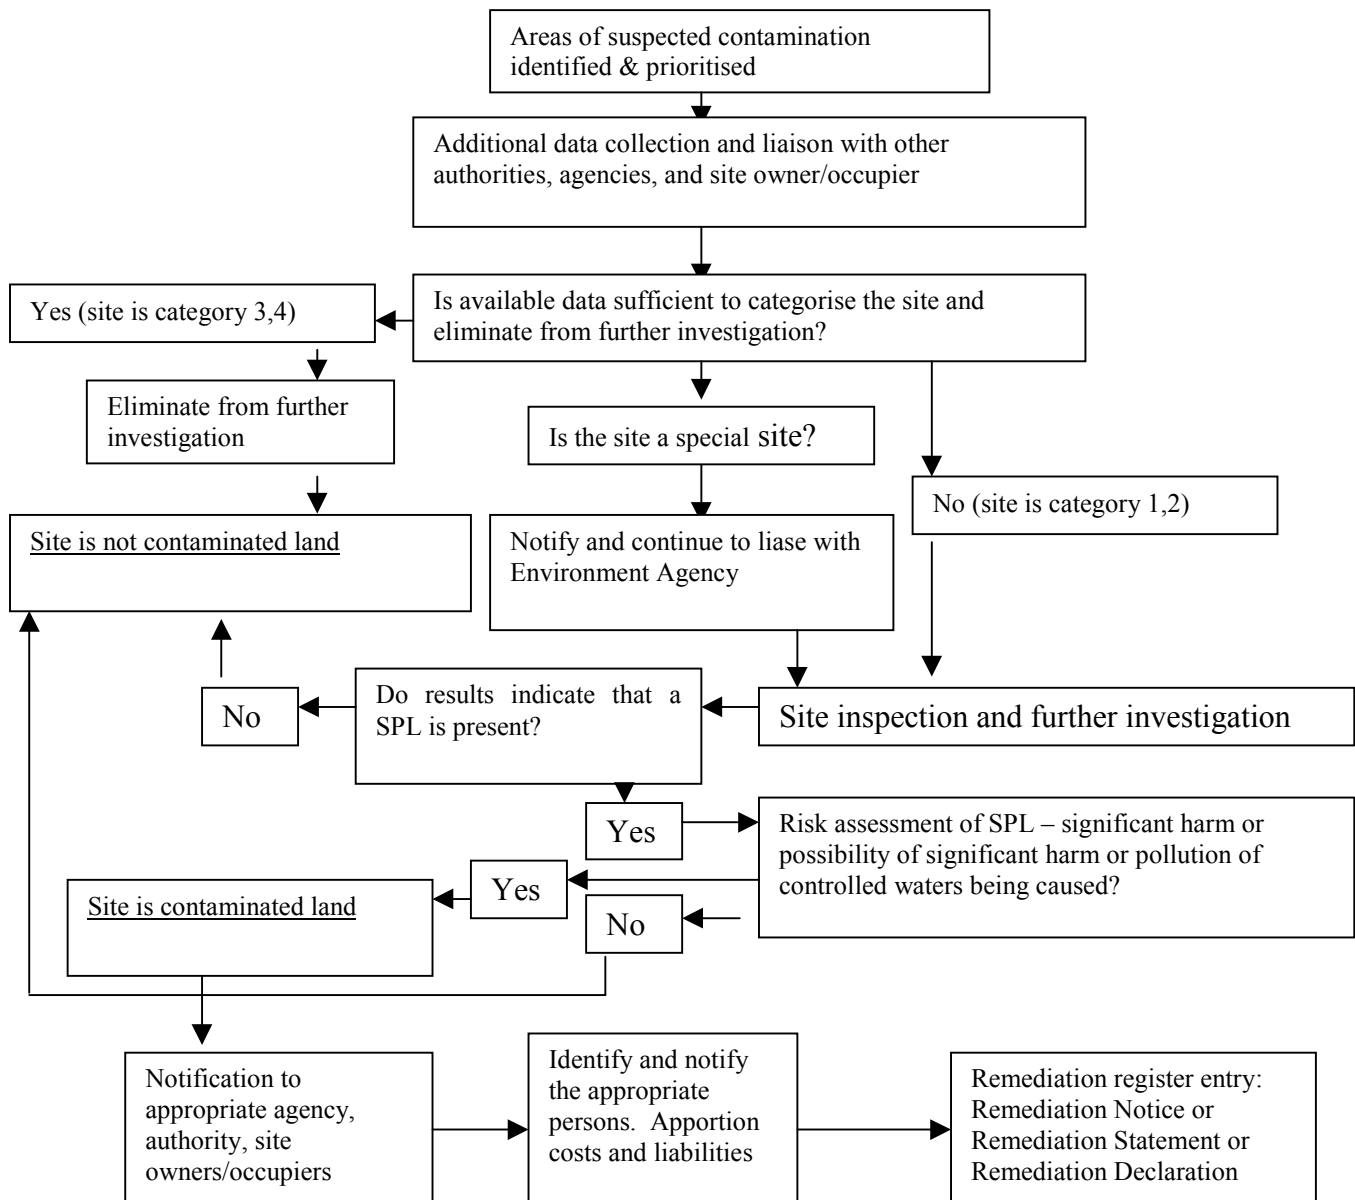 Areas of suspected contamination
identified & prioritised
Additional data collection and liaison with other
authorities, agencies, and site owner/occupier
Yes (site is category 3,4)
Is available data sufficient to categorise the site and
eliminate from further investigation?
Eliminate from further
investigation
Is the site a special site?
No (site is category 1,2)
Site is not contaminated land
Notify and continue to liase with
Environment Agency
No
Do results indicate that a
SPL is present?
Site inspection and further investigation
Yes
Risk assessment of SPL – significant harm or
possibility of significant harm or pollution of
controlled waters being caused?
Yes
Site is contaminated land
No
Notification to
appropriate agency,
authority, site
owners/occupiers
Identify and notify
the appropriate
persons.  Apportion
costs and liabilities
Remediation register entry:
Remediation Notice or
Remediation Statement or
Remediation Declaration